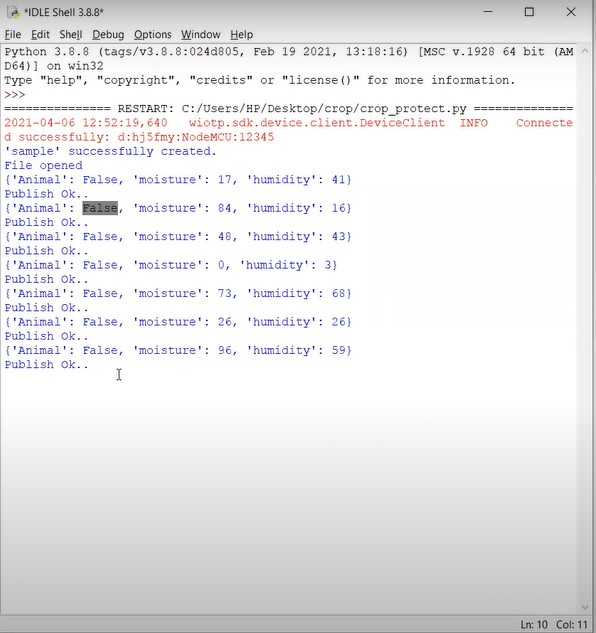 *IDLE Shell 3.8.8*
File Edit Shell Debug Options Window Help
Python 3.8.8 (tags/v3.8.8:024d805, Feb 19 2021, 13:18:16) [MSC v.1928 64 bit (AM
D64)] on win32
Type "help", "copyright", "credits" or "license()" for more information.
>>>
=============== RESTART: C:/Users/HP/Desktop/crop/crop_protect.py ==============
2021-04-06 12:52:19,640   wiotp.sdk.device.client.DeviceClient  INFO    Connecte
d successfully: d:hj5fmy:NodeMCU:12345
'sample' successfully created.
File opened
{'Animal': False, 'moisture': 17, 'humidity': 41}
Publish Ok..
{'Animal': False, 'moisture': 84, 'humidity': 16}
Publish Ok..
{'Animal': False, 'moisture': 48, 'humidity': 43}
Publish Ok..
{'Animal': False, 'moisture': 0, 'humidity': 3}
Publish Ok..
{'Animal': False, 'moisture': 73, 'humidity': 68}
Publish Ok..
{'Animal': False, 'moisture': 26, 'humidity': 26}
Publish Ok..
{'Animal': False, 'moisture': 96, 'humidity': 59}
Publish Ok..
Ln: 10 Col: 11